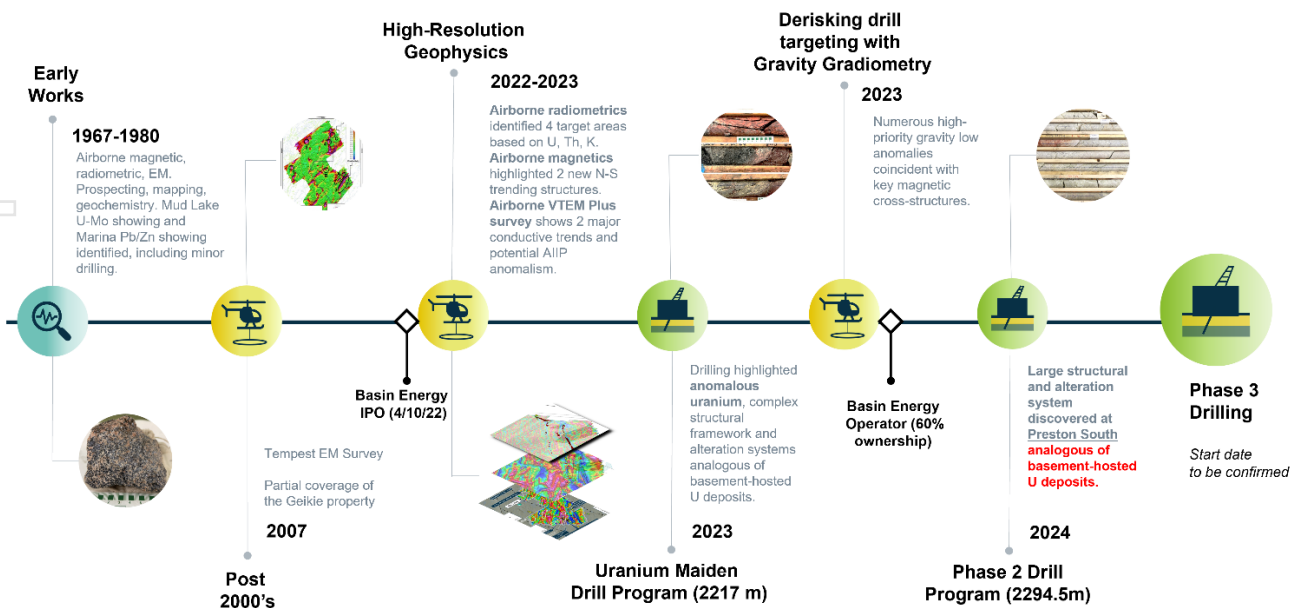 Early
Works
1967-1980
Airborne magnetic,
radiometric, EM.
Prospecting, mapping,
geochemistry. Mud Lake
U-Mo showing and
Marina Pb/Zn showing
identified, including minor
drilling.
Tempest EM Survey
Partial coverage of
the Geikie property
2007
Post
2000's
Basin Energy
IPO (4/10/22)
High-Resolution
Geophysics
2022-2023
Airborne radiometrics
identified 4 target areas
based on U, Th, K.
Airborne magnetics
highlighted 2 new N-S
trending structures.
Airborne VTEM Plus
survey shows 2 major
conductive trends and
potential AIIP
anomalism.
Drilling highlighted
anomalous
uranium, complex
structural
framework and
alteration systems
analogous of
basement-hosted
U deposits.
2023
Uranium Maiden
Drill Program (2217 m)
Derisking drill
targeting with
Gravity Gradiometry
2023
Numerous high-
priority gravity low
anomalies
coincident with
key magnetic
cross-structures.
Basin Energy
Operator (60%
ownership)
Large structural
and alteration
system
discovered at
Preston South
analogous of
basement-hosted
U deposits.
2024
Phase 2 Drill
Program (2294.5m)
Phase 3
Drilling
Start date
to be confirmed